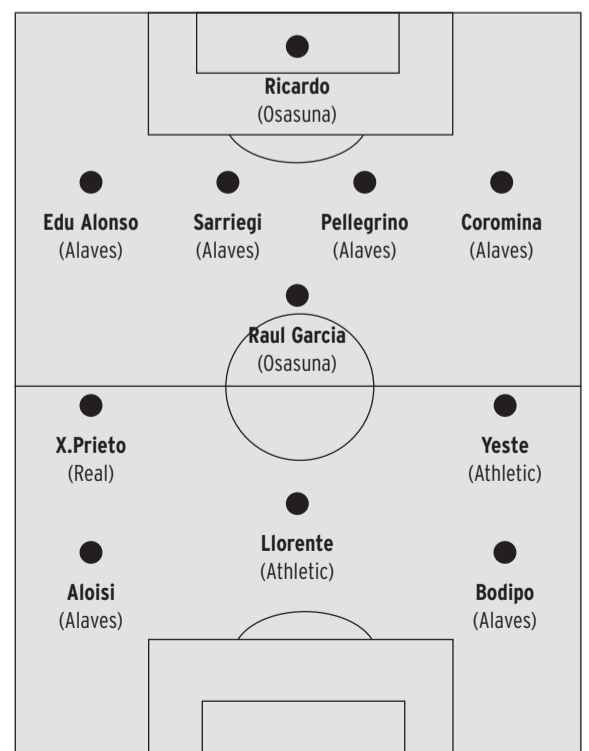 Ricardo
(Osasuna)
Edu Alonso
(Alaves)
Sarriegi
(Alaves)
Pellegrino
(Alaves)
Coromina
(Alaves)
Raul Garcia
(Osasuna)
X.Prieto
(Real)
Yeste
(Athletic)
Llorente
(Athletic)
Aloisi
(Alaves)
Bodipo
(Alaves)